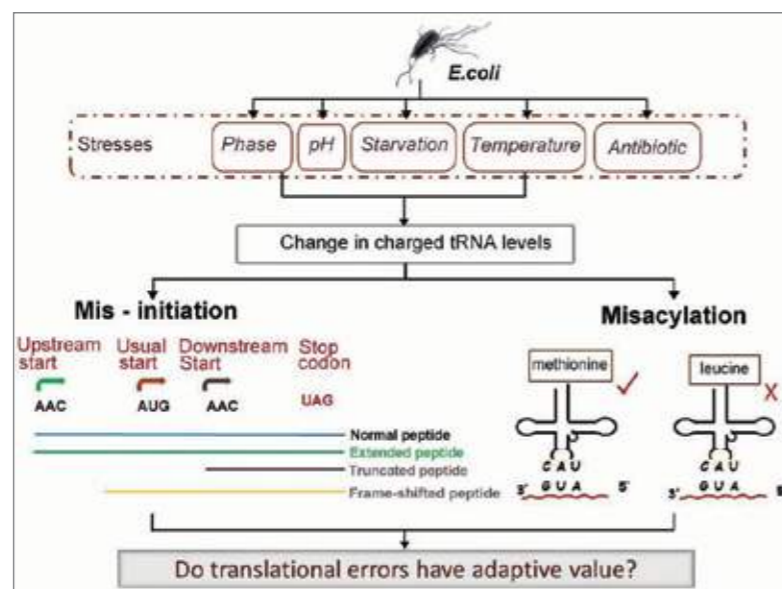 E.coli
Stresses
Phase
pH
Starvation
Temperature
Antibiotic
Change in charged tRNA levels
Mis - initiation
Misacylation
Upstream start
Usual start
Downstream Start
Stop codon
AAC
AUG
AAC
UAG
Normal peptide
Extended peptide
Truncated peptide
Frame-shifted peptide
methionine
C A U
3' G U A 5'
leucine
X
C A U
3' G U A
Do translational errors have adaptive value?